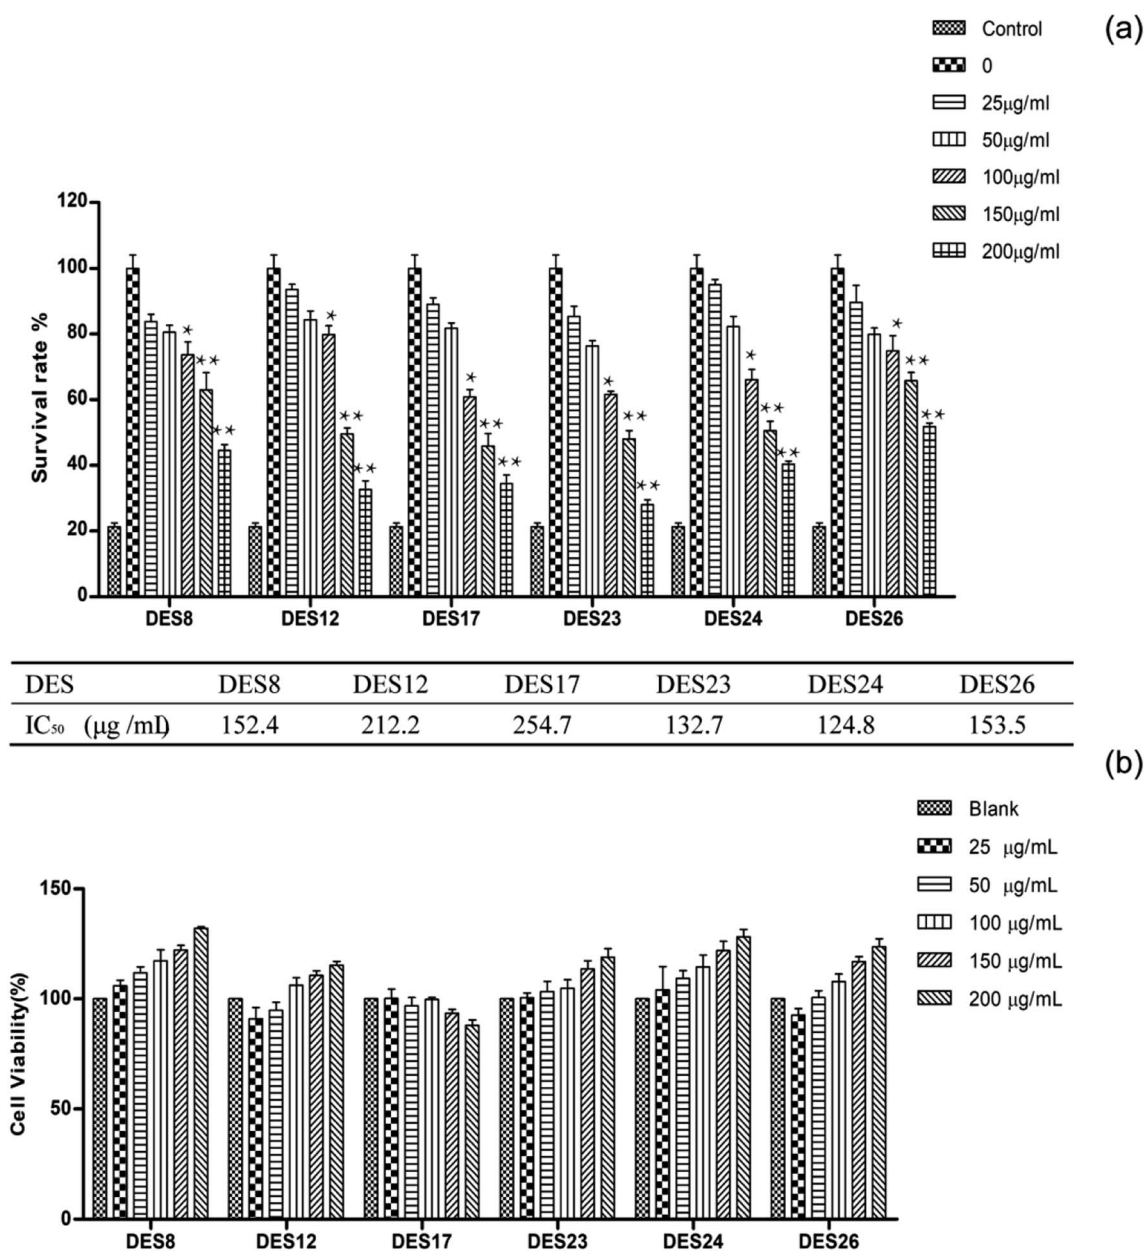 (a)
Control
0
25μg/ml
50μg/ml
100μg/ml
150μg/ml
200μg/ml
Survival rate %
120
100
80
60
40
20
0
* ** **
* ** **
* ** **
* ** **
* ** **
* ** **
DES8 DES12 DES17 DES23 DES24 DES26
DES DES8 DES12 DES17 DES23 DES24 DES26
IC₅₀ (μg /mL) 152.4 212.2 254.7 132.7 124.8 153.5
(b)
Blank
25 μg/mL
50 μg/mL
100 μg/mL
150 μg/mL
200 μg/mL
Cell Viability(%)
150
100
50
0
DES8 DES12 DES17 DES23 DES24 DES26